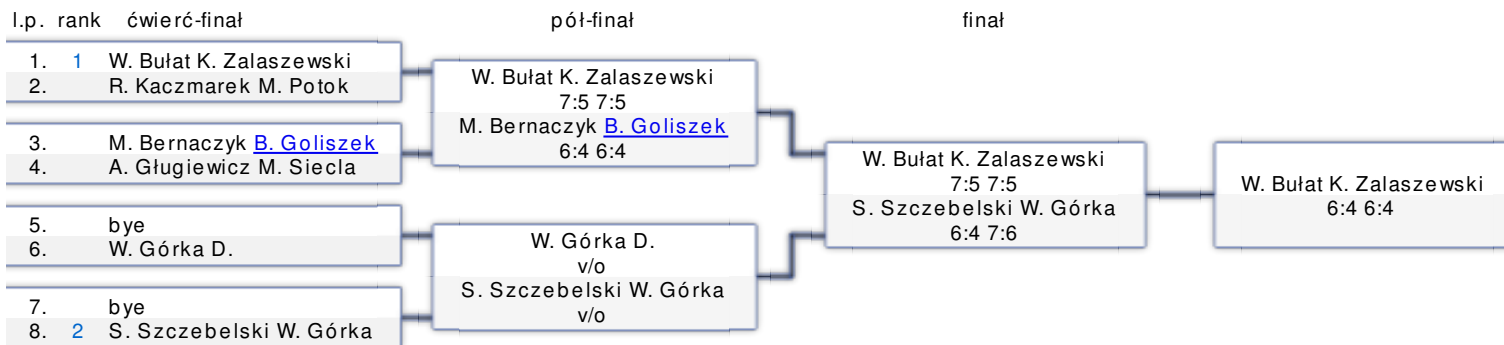 l.p. rank ćwierć-finał pół-finał finał
1. 1 W. Bułat K. Zalaszewski
2. R. Kaczmarek M. Potok
3. M. Bernaczyk B. Goliszek
4. A. Gługiewicz M. Siecla
5. bye
6. W. Górka D.
7. bye
8. 2 S. Szczebelski W. Górka
W. Bułat K. Zalaszewski
7:5 7:5
M. Bernaczyk B. Goliszek
6:4 6:4
W. Górka D.
v/o
S. Szczebelski W. Górka
v/o
W. Bułat K. Zalaszewski
7:5 7:5
S. Szczebelski W. Górka
6:4 7:6
W. Bułat K. Zalaszewski
6:4 6:4